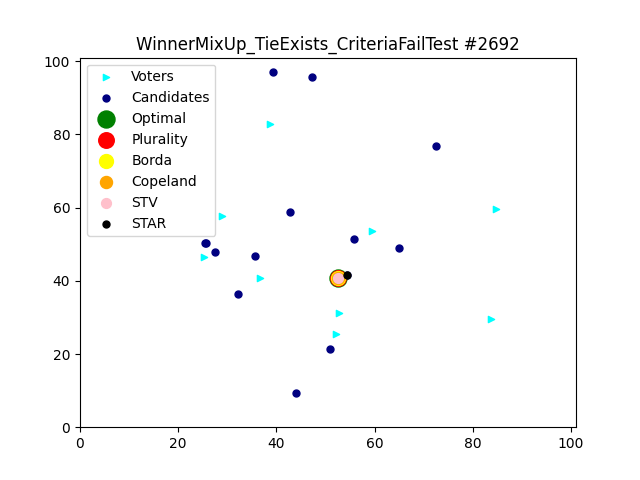 WinnerMixUp_TieExists_CriteriaFailTest #2692
Voters
Candidates
Optimal
Plurality
Borda
Copeland
STV
STAR
100
80
60
40
20
0
0 20 40 60 80 100